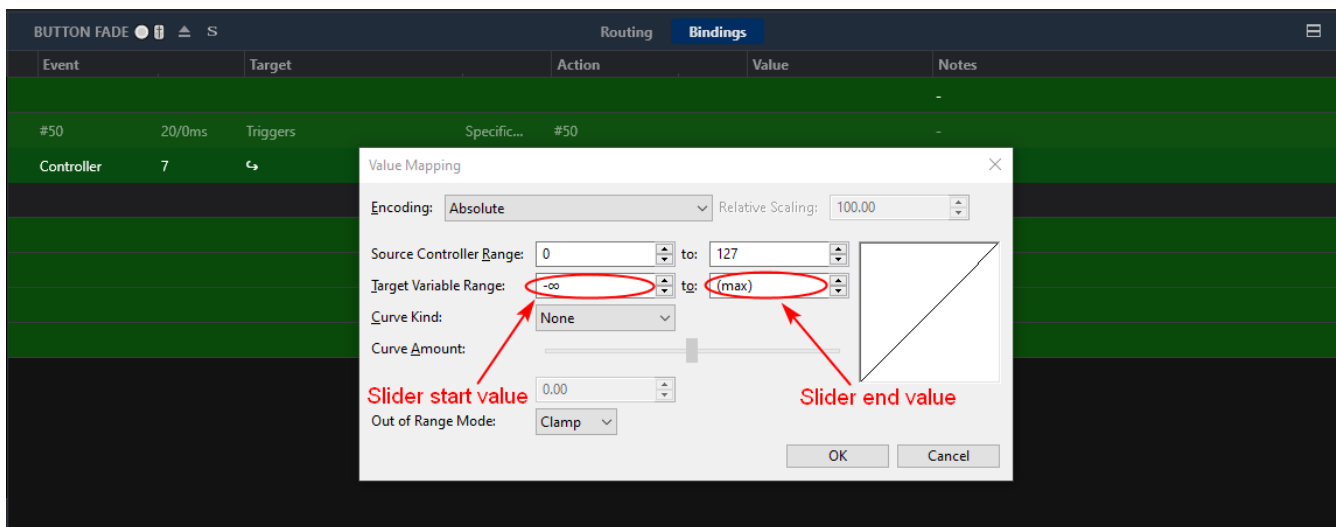 BUTTON FADE S Routing Bindings
Event Target Action Value Notes
-
#50 20/0ms Triggers Specific... #50 -
Controller 7
Value Mapping
Encoding: Absolute Relative Scaling: 100.00
Source Controller Range: 0 to: 127
Target Variable Range: -∞ to: (max)
Curve Kind: None
Curve Amount:
Slider start value 0.00 Slider end value
Out of Range Mode: Clamp
OK Cancel